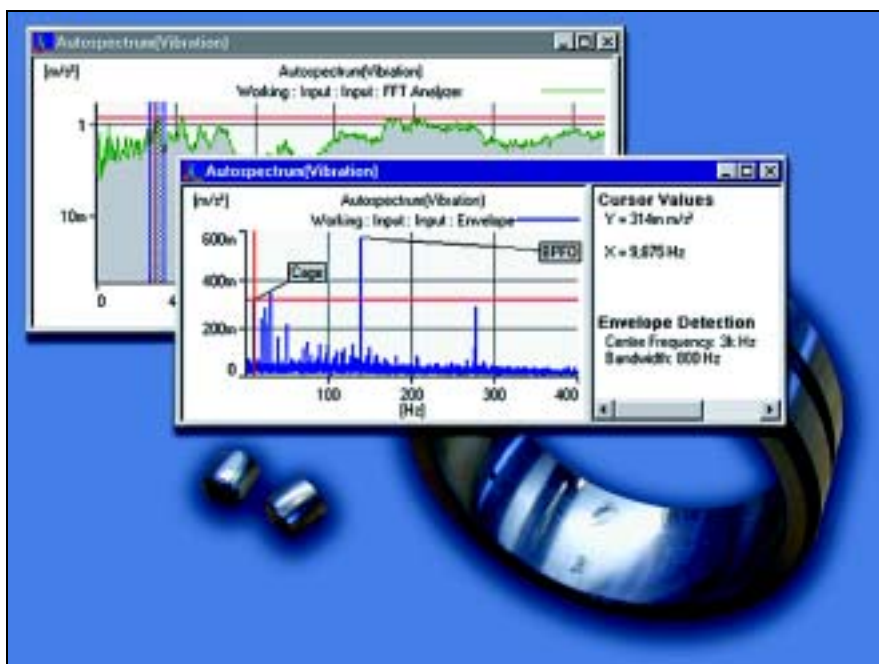 Autospectrum(Vibration)
[m/s²]
Autospectrum(Vibration)
Working : Input : Input : FFT Analyzer
1
10m
0
4
Autospectrum(Vibration)
[m/s²]
Autospectrum(Vibration)
Working : Input : Input : Envelope
600m
400m
200m
0
Cage
BPFO
100
200
300
400
[Hz]
Cursor Values
Y = 314m m/s²
X = 9,875 Hz
Envelope Detection
Centre Frequency: 3k Hz
Bandwidth: 800 Hz